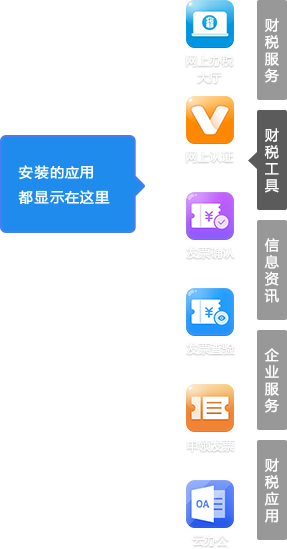 网上办税
大厅
网上认证
发票确认
发票查验
申领发票
OA
云办公
安装的应用
都显示在这里
财税服务
财税工具
信息资讯
企业服务
财税应用